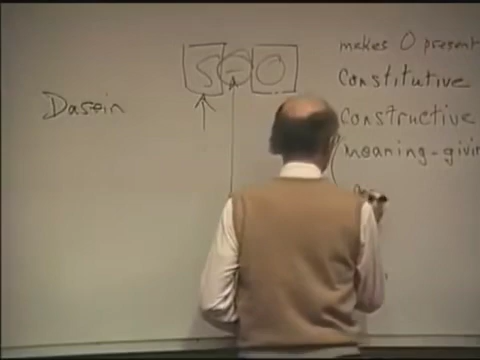 Dasein
S = O
makes O present
Constitutive
Constructive
meaning-givin